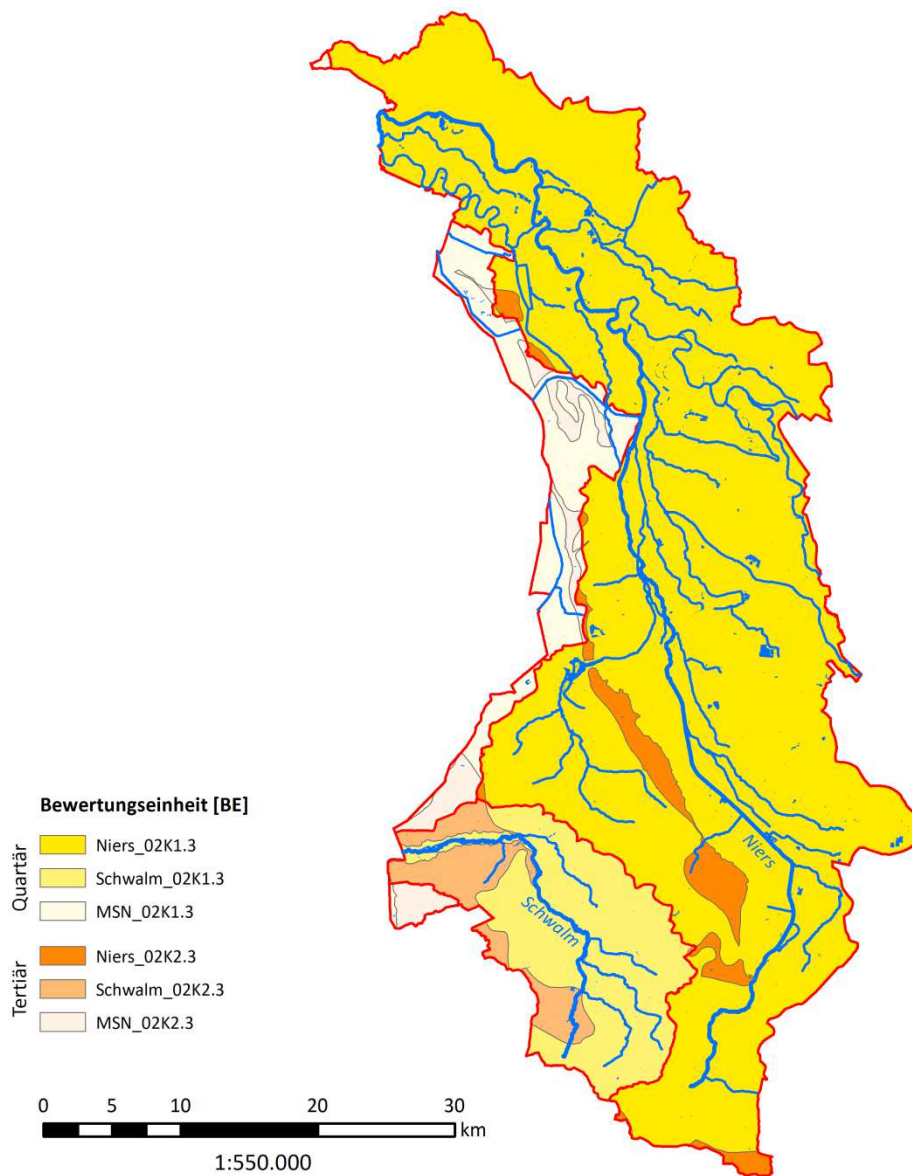 Niers
Schwalm
Bewertungseinheit [BE]
Quartär
Niers_02K1.3
Schwalm_02K1.3
MSN_02K1.3
Tertiär
Niers_02K2.3
Schwalm_02K2.3
MSN_02K2.3
0 5 10 20 30
km
1:550.000